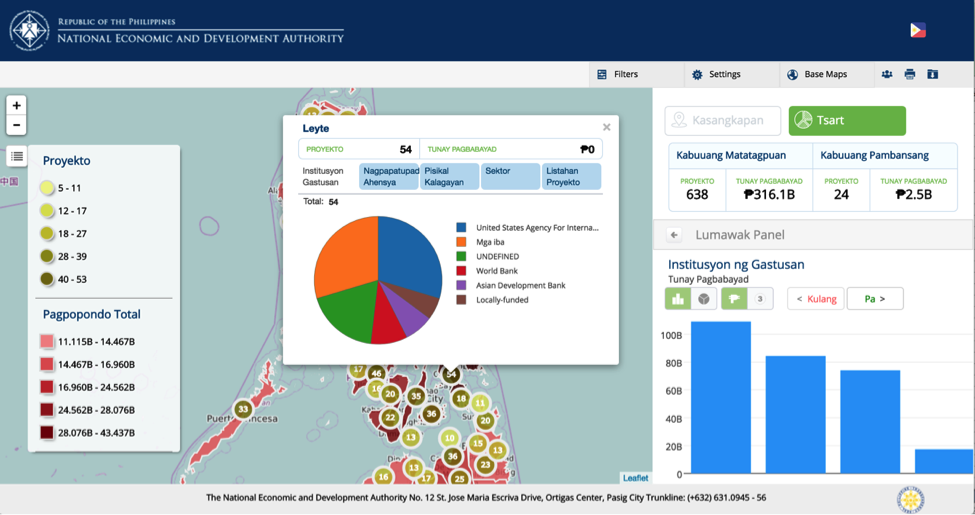 REPUBLIC OF THE PHILIPPINES
NATIONAL ECONOMIC AND DEVELOPMENT AUTHORITY
Filters
Settings
Base Maps
+
−
Proyekto
5 - 11
12 - 17
18 - 27
28 - 39
40 - 53
Pagpopondo Total
11.115B - 14.467B
14.467B - 16.960B
16.960B - 24.562B
24.562B - 28.076B
28.076B - 43.437B
中国
Leyte
×
PROYEKTO 54
TUNAY PAGBABAYAD ₱0
Institusyon Gastusan
Nagpapatupad Ahensya
Pisikal Kalagayan
Sektor
Listahan Proyekto
Total: 54
United States Agency For Interna...
Mga iba
UNDEFINED
World Bank
Asian Development Bank
Locally-funded
17 46 54
16 20 35 18 11
33 22 36 20
13 10 15 13
36 23
16 13 17 25
Leaflet
Kasangkapan
Tsart
Kabuuang Matatagpuan
Kabuuang Pambansang
PROYEKTO
TUNAY PAGBABAYAD
PROYEKTO
TUNAY PAGBABAYAD
638
₱316.1B
24
₱2.5B
Lumawak Panel
Institusyon ng Gastusan
Tunay Pagbabayad
3
< Kulang
Pa >
100B
80B
60B
40B
20B
0
The National Economic and Development Authority No. 12 St. Jose Maria Escriva Drive, Ortigas Center, Pasig City Trunkline: (+632) 631.0945 - 56